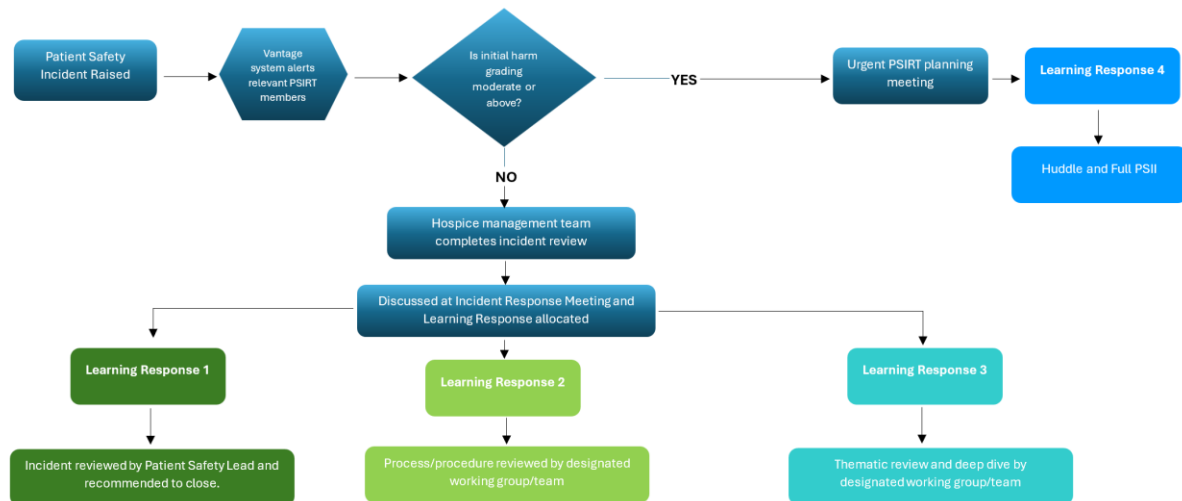 Patient Safety
Incident Raised
Vantage
system alerts
relevant PSIRT
members
Is initial harm
grading
moderate or
above?
YES
Urgent PSIRT planning
meeting
Learning Response 4
Huddle and Full PSII
NO
Hospice management team
completes incident review
Discussed at Incident Response Meeting and
Learning Response allocated
Learning Response 1
Learning Response 2
Learning Response 3
Incident reviewed by Patient Safety Lead and
recommended to close.
Process/procedure reviewed by designated
working group/team
Thematic review and deep dive by
designated working group/team